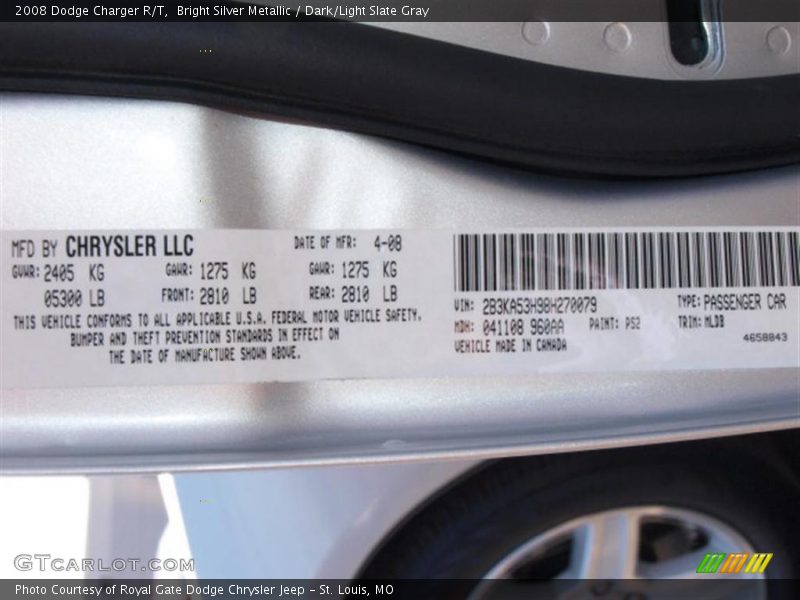 2008 Dodge Charger R/T,  Bright Silver Metallic / Dark/Light Slate Gray
MFD BY CHRYSLER LLC DATE OF MFR: 4-08
GVWR: 2405 KG GAWR: 1275 KG GAWR: 1275 KG
05300 LB FRONT: 2810 LB REAR: 2810 LB
THIS VEHICLE CONFORMS TO ALL APPLICABLE U.S.A. FEDERAL MOTOR VEHICLE SAFETY,
BUMPER AND THEFT PREVENTION STANDARDS IN EFFECT ON
THE DATE OF MANUFACTURE SHOWN ABOVE.
VIN: 2B3KA53H98H270079 TYPE: PASSENGER CAR
MDH: 041108 960AA PAINT: PS2 TRIM: MLDB
VEHICLE MADE IN CANADA 4658843
GTCARLOT.COM
Photo Courtesy of Royal Gate Dodge Chrysler Jeep – St. Louis, MO